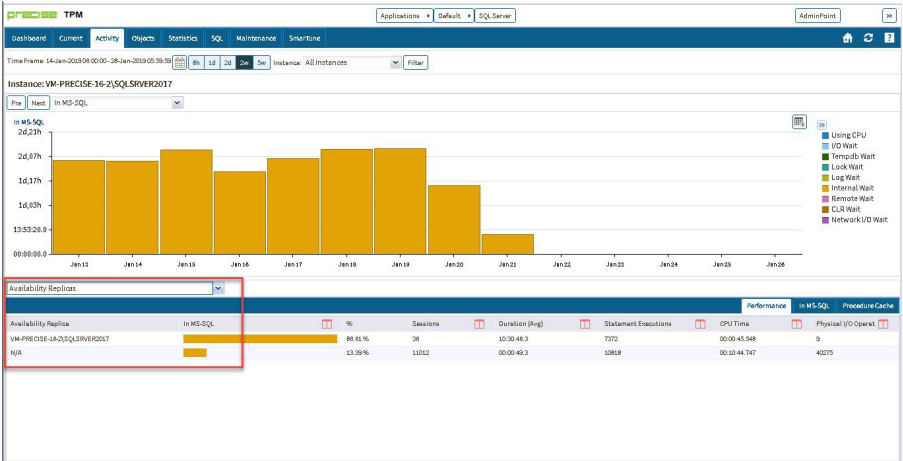 precise TPM
Applications ▸ Default ▸ SQL Server
AdminPoint
»
Dashboard Current Activity Objects Statistics SQL Maintenance SmarTune
Time Frame: 14-Jan-2019 00:00:00 - 28-Jan-2019 05:59:59 8h 1d 2d 2w 5w Instance: All Instances Filter
Instance: VM-PRECISE-16-2\SQLSRVER2017
Pre Next In MS-SQL
In MS-SQL
2d,21h
2d,07h
1d,17h
1d,03h
13:53:20.0
00:00:00.0
Jan 13 Jan 14 Jan 15 Jan 16 Jan 17 Jan 18 Jan 19 Jan 20 Jan 21 Jan 22 Jan 23 Jan 24 Jan 25 Jan 26
»
Using CPU
I/O Wait
Tempdb Wait
Lock Wait
Log Wait
Internal Wait
Remote Wait
CLR Wait
Network I/O Wait
Availability Replicas
Performance In MS-SQL Procedure Cache
Availability Replica In MS-SQL % Sessions Duration (Avg) Statement Executions CPU Time Physical I/O Operat
VM-PRECISE-16-2\SQLSRVER2017 86.61 % 36 10:30:46.3 7372 00:00:45.548 9
N/A 13.39 % 11012 00:00:49.3 10818 00:10:44.747 40275